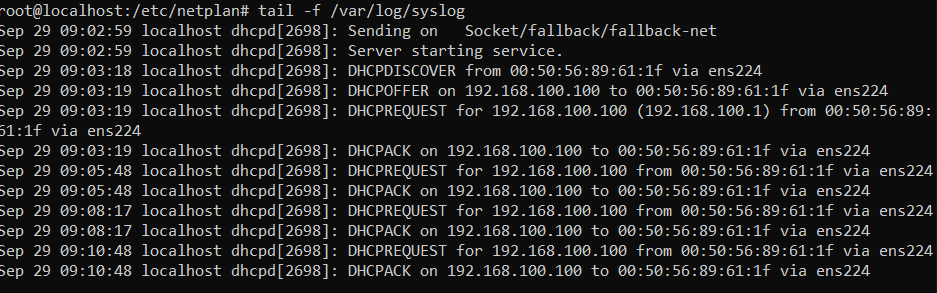 root@localhost:/etc/netplan# tail -f /var/log/syslog
Sep 29 09:02:59 localhost dhcpd[2698]: Sending on   Socket/fallback/fallback-net
Sep 29 09:02:59 localhost dhcpd[2698]: Server starting service.
Sep 29 09:03:18 localhost dhcpd[2698]: DHCPDISCOVER from 00:50:56:89:61:1f via ens224
Sep 29 09:03:19 localhost dhcpd[2698]: DHCPOFFER on 192.168.100.100 to 00:50:56:89:61:1f via ens224
Sep 29 09:03:19 localhost dhcpd[2698]: DHCPREQUEST for 192.168.100.100 (192.168.100.1) from 00:50:56:89:
61:1f via ens224
Sep 29 09:03:19 localhost dhcpd[2698]: DHCPACK on 192.168.100.100 to 00:50:56:89:61:1f via ens224
Sep 29 09:05:48 localhost dhcpd[2698]: DHCPREQUEST for 192.168.100.100 from 00:50:56:89:61:1f via ens224
Sep 29 09:05:48 localhost dhcpd[2698]: DHCPACK on 192.168.100.100 to 00:50:56:89:61:1f via ens224
Sep 29 09:08:17 localhost dhcpd[2698]: DHCPREQUEST for 192.168.100.100 from 00:50:56:89:61:1f via ens224
Sep 29 09:08:17 localhost dhcpd[2698]: DHCPACK on 192.168.100.100 to 00:50:56:89:61:1f via ens224
Sep 29 09:10:48 localhost dhcpd[2698]: DHCPREQUEST for 192.168.100.100 from 00:50:56:89:61:1f via ens224
Sep 29 09:10:48 localhost dhcpd[2698]: DHCPACK on 192.168.100.100 to 00:50:56:89:61:1f via ens224